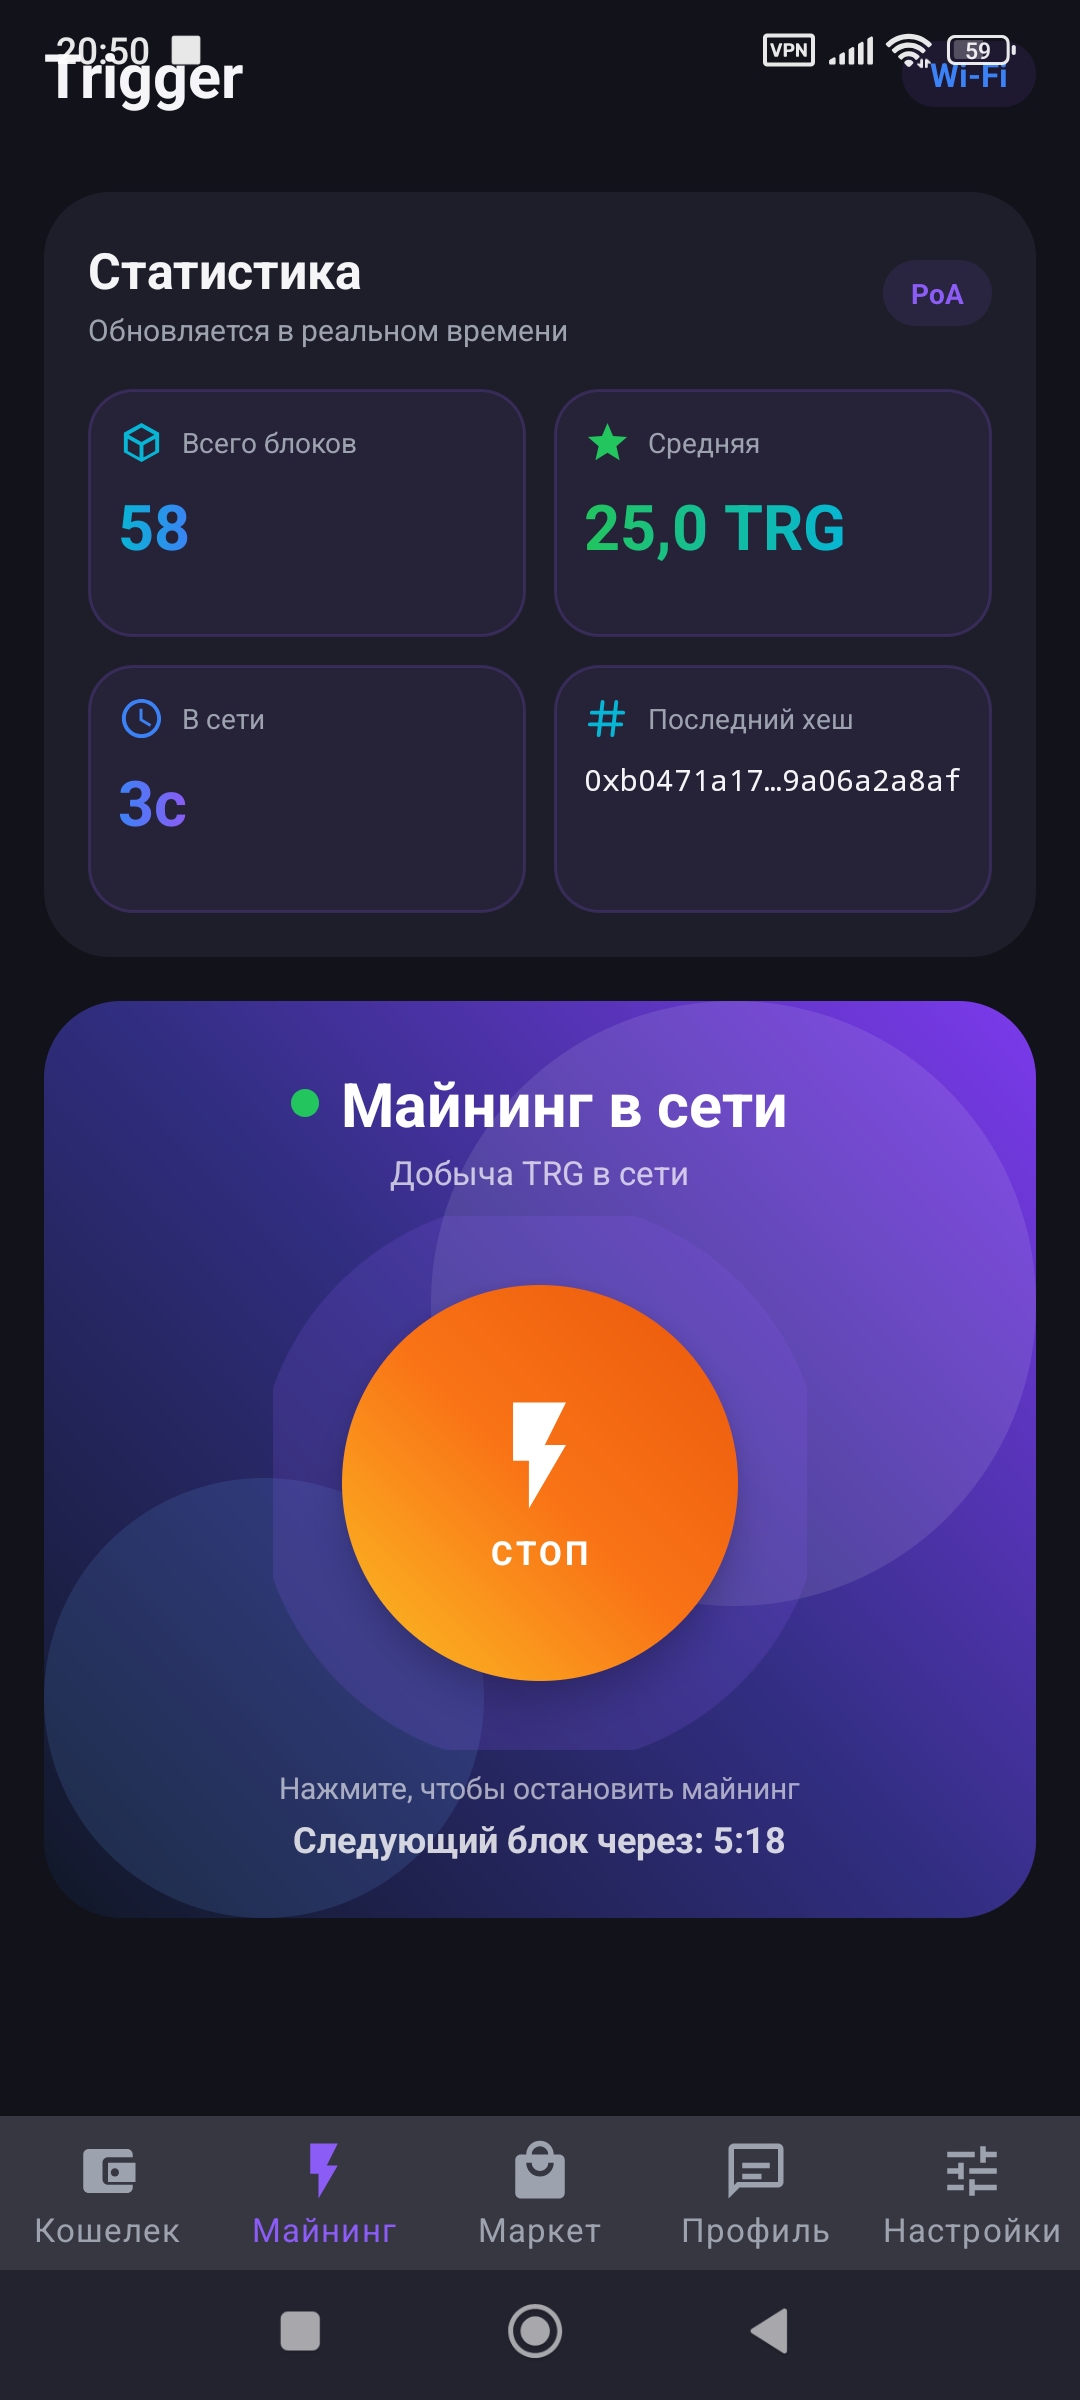 20:50
VPN
59
Trigger
Wi-Fi
Статистика
PoA
Обновляется в реальном времени
Всего блоков
58
Средняя
25,0 TRG
В сети
3с
Последний хеш
0xb0471a17…9a06a2a8af
Майнинг в сети
Добыча TRG в сети
СТОП
Нажмите, чтобы остановить майнинг
Следующий блок через: 5:18
Кошелек
Майнинг
Маркет
Профиль
Настройки